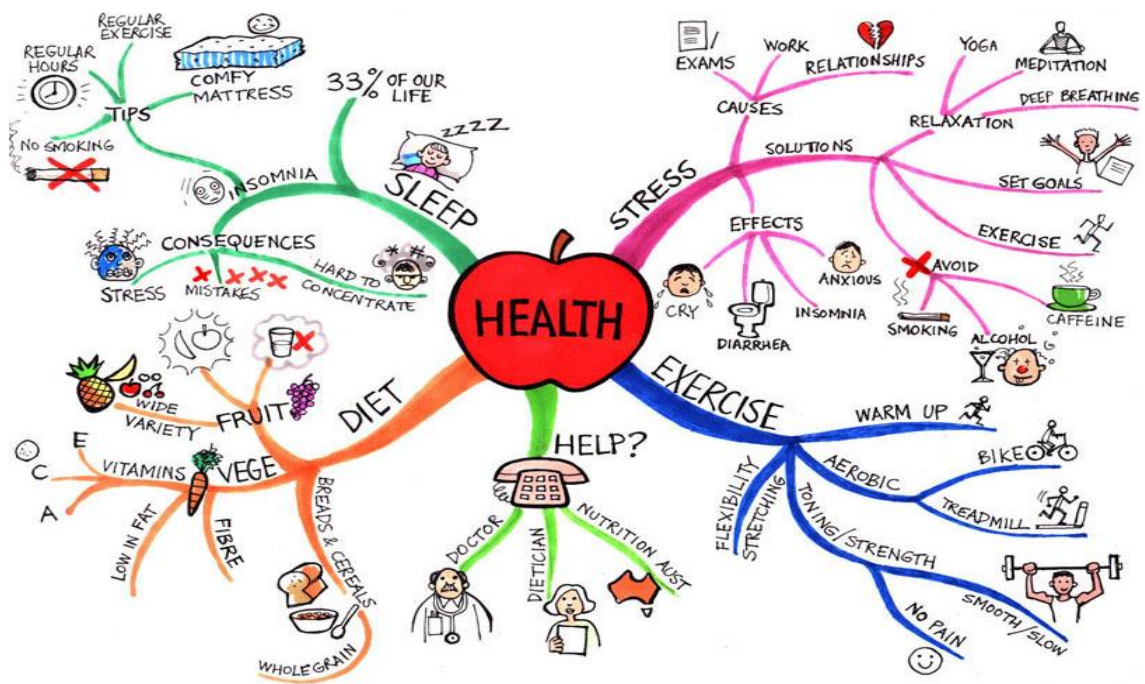 HEALTH
SLEEP
33% OF OUR
LIFE
ZZZZ
INSOMNIA
TIPS
REGULAR
EXERCISE
REGULAR
HOURS
COMFY
MATTRESS
NO SMOKING
CONSEQUENCES
STRESS
MISTAKES
HARD TO
CONCENTRATE
STRESS
CAUSES
EXAMS
WORK
RELATIONSHIPS
SOLUTIONS
RELAXATION
YOGA
MEDITATION
DEEP BREATHING
SET GOALS
EXERCISE
AVOID
SMOKING
ALCOHOL
CAFFEINE
EFFECTS
CRY
DIARRHEA
INSOMNIA
ANXIOUS
EXERCISE
WARM UP
AEROBIC
BIKE
TREADMILL
TONING/STRENGTH
SMOOTH/SLOW
NO PAIN
FLEXIBILITY
STRETCHING
HELP?
DOCTOR
DIETICIAN
NUTRITION AUST
DIET
FRUIT
WIDE
VARIETY
VEGE
VITAMINS
E
C
A
LOW IN FAT
FIBRE
BREADS & CEREALS
WHOLEGRAIN